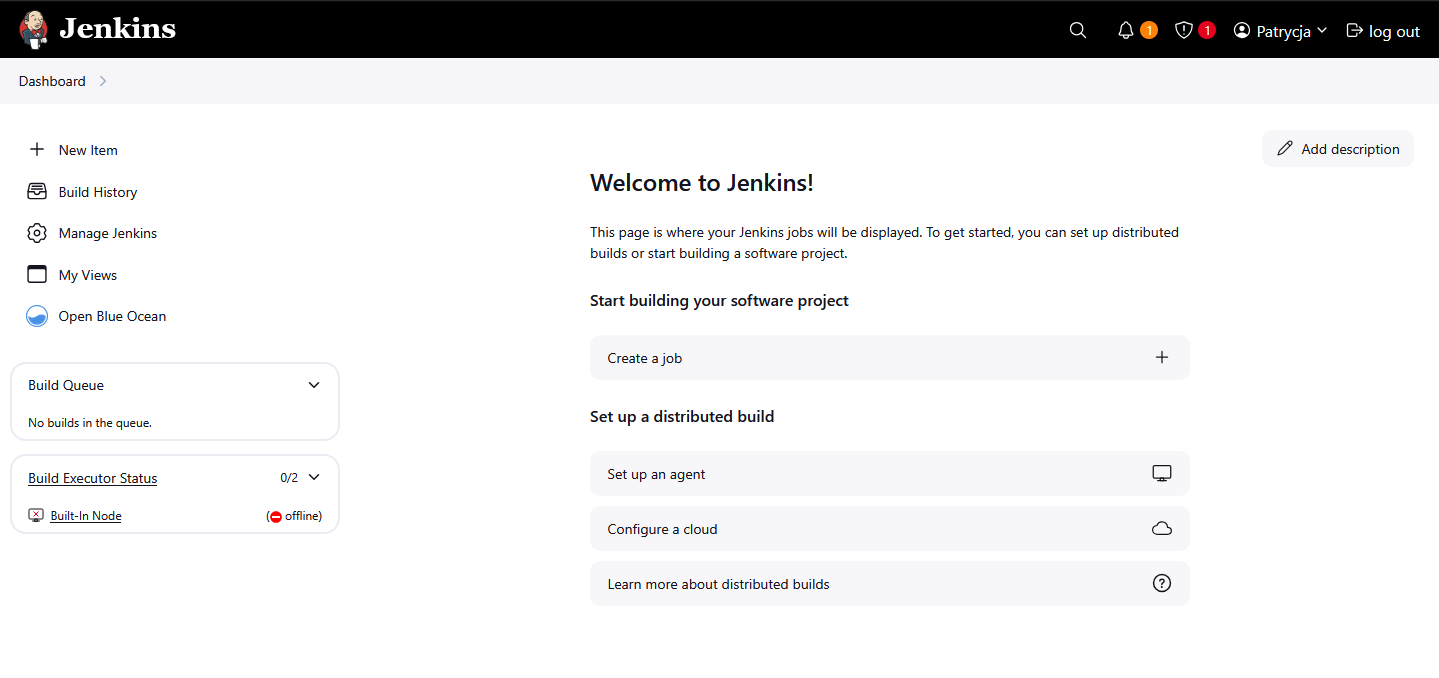 Jenkins
1
1
Patrycja
log out
Dashboard
New Item
Build History
Manage Jenkins
My Views
Open Blue Ocean
Build Queue
No builds in the queue.
Build Executor Status
0/2
Built-In Node
(offline)
Add description
Welcome to Jenkins!
This page is where your Jenkins jobs will be displayed. To get started, you can set up distributed
builds or start building a software project.
Start building your software project
Create a job
Set up a distributed build
Set up an agent
Configure a cloud
Learn more about distributed builds